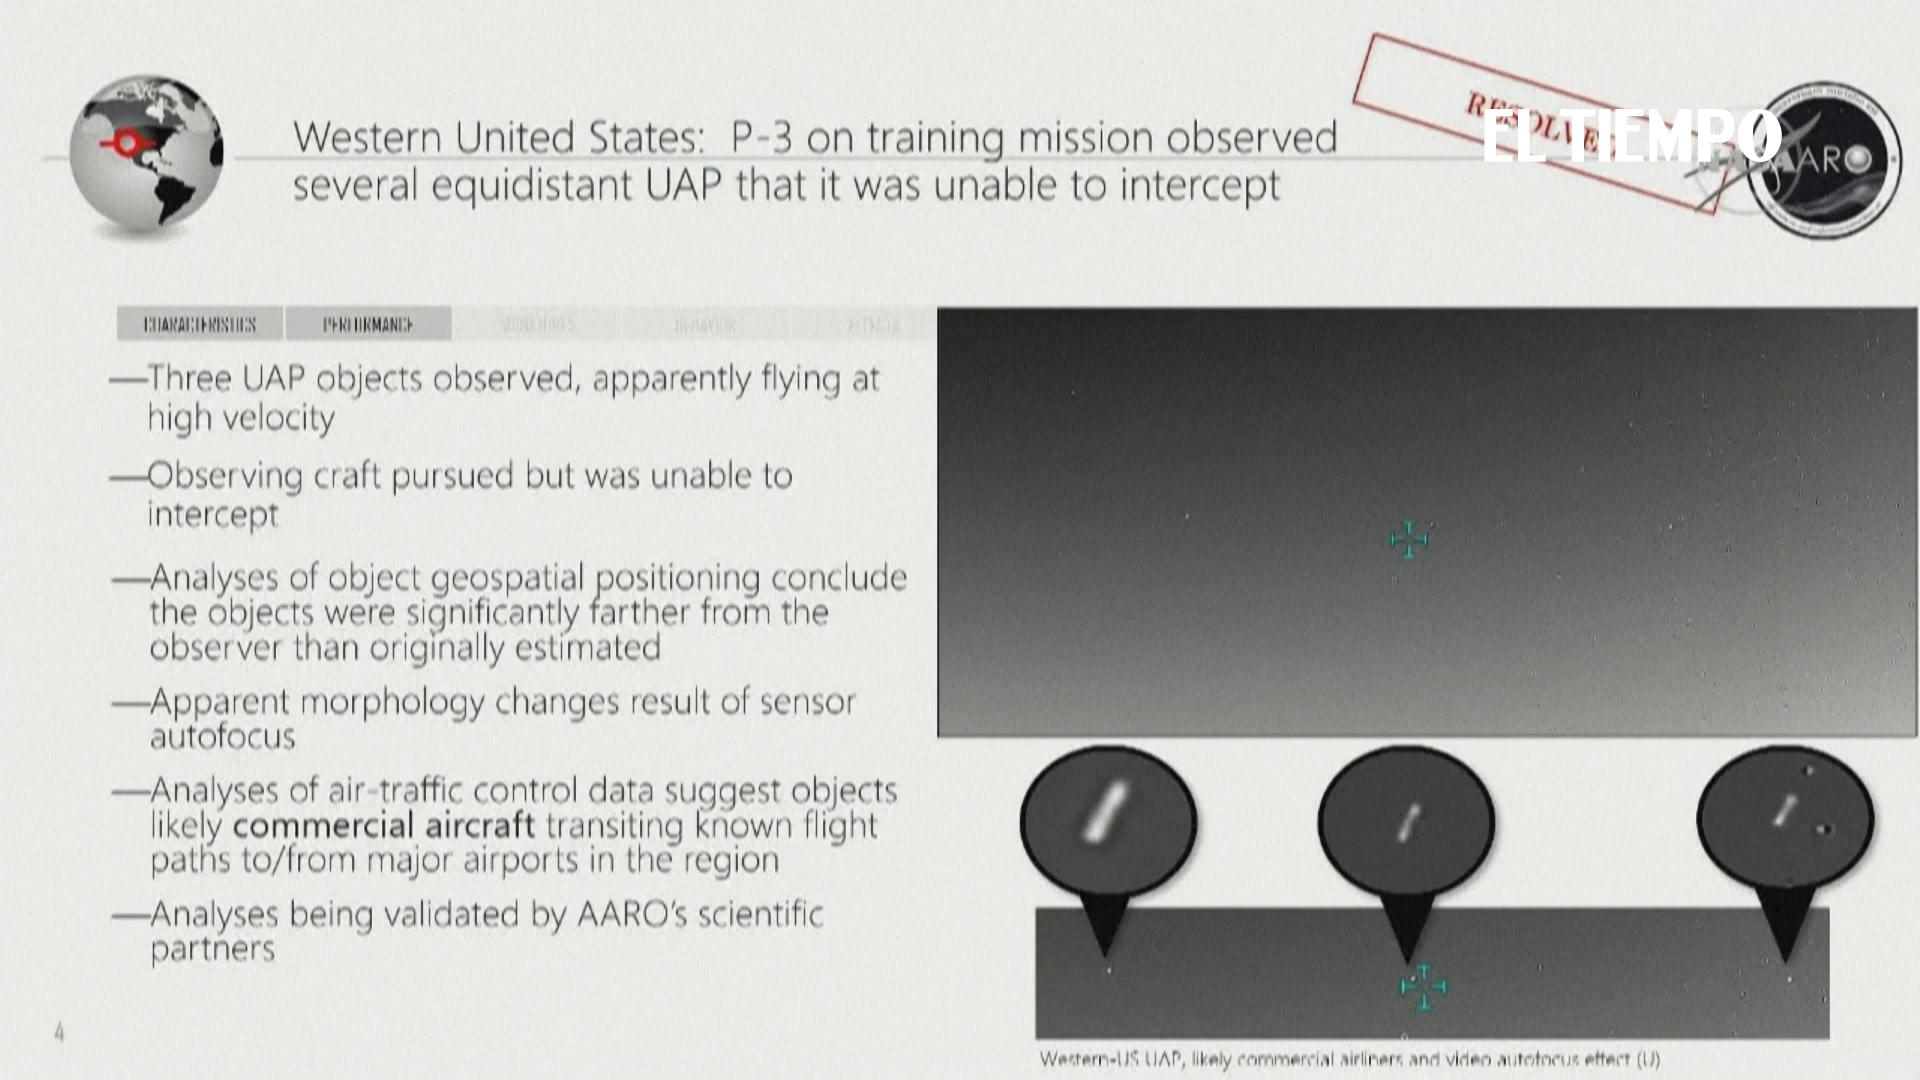 Western United States:  P-3 on training mission observed
several equidistant UAP that it was unable to intercept
RESOLVED
EL TIEMPO
AARO
CHARACTERISTICS PERFORMANCE SIGNATURES BEHAVIOR
—Three UAP objects observed, apparently flying at
high velocity
—Observing craft pursued but was unable to
intercept
—Analyses of object geospatial positioning conclude
the objects were significantly farther from the
observer than originally estimated
—Apparent morphology changes result of sensor
autofocus
—Analyses of air-traffic control data suggest objects
likely commercial aircraft transiting known flight
paths to/from major airports in the region
—Analyses being validated by AARO's scientific
partners
Western-US UAP, likely commercial airliners and video autofocus effect (U)
4